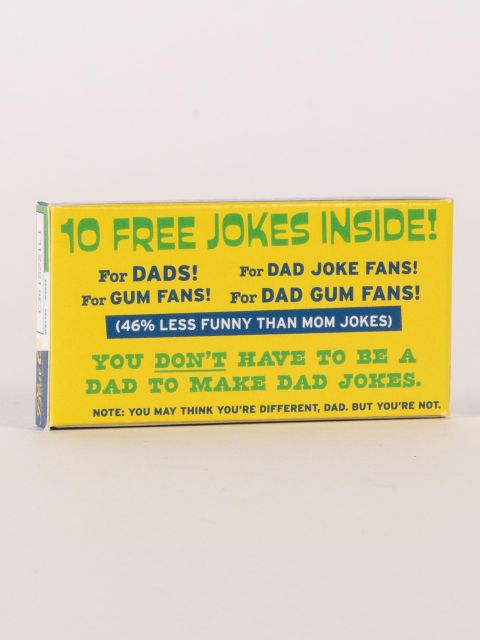 10 FREE JOKES INSIDE!
For DADS! For DAD JOKE FANS!
For GUM FANS! For DAD GUM FANS!
(46% LESS FUNNY THAN MOM JOKES)
YOU DON'T HAVE TO BE A
DAD TO MAKE DAD JOKES.
NOTE: YOU MAY THINK YOU'RE DIFFERENT, DAD. BUT YOU'RE NOT.